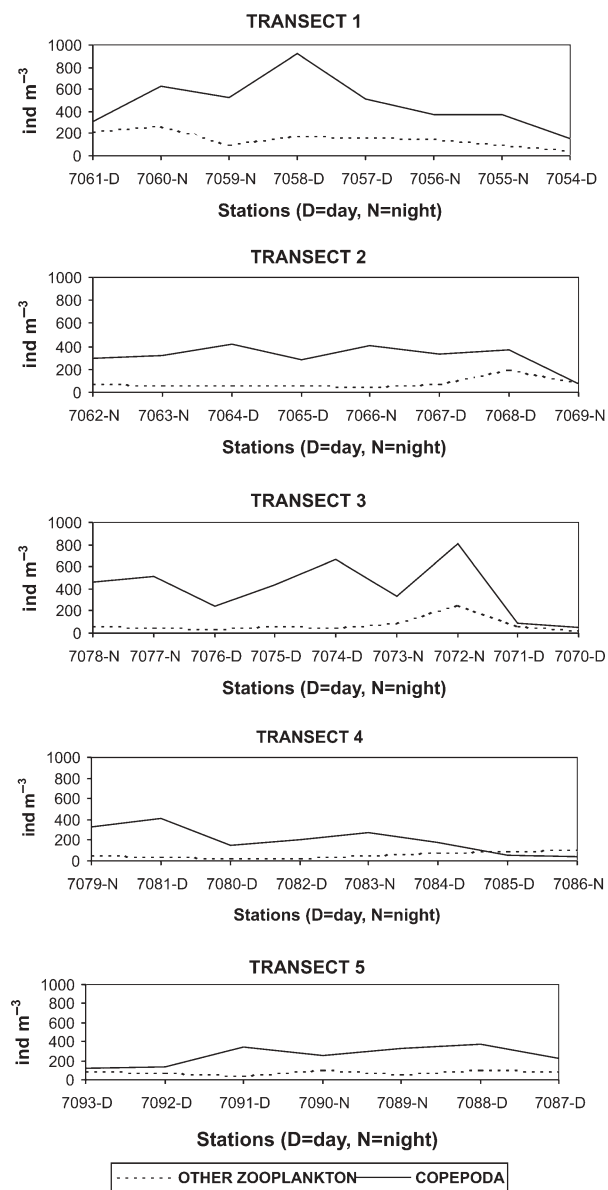 TRANSECT 1
1000
800
600
400
200
0
ind m⁻³
7061-D 7060-N 7059-N 7058-D 7057-D 7056-N 7055-N 7054-D
Stations (D=day, N=night)
TRANSECT 2
1000
800
600
400
200
0
ind m⁻³
7062-N 7063-N 7064-D 7065-D 7066-N 7067-D 7068-D 7069-N
Stations (D=day, N=night)
TRANSECT 3
1000
800
600
400
200
0
ind m⁻³
7078-N 7077-N 7076-D 7075-D 7074-D 7073-N 7072-N 7071-D 7070-D
Stations (D=day, N=night)
TRANSECT 4
1000
800
600
400
200
0
ind m⁻³
7079-N 7081-D 7080-D 7082-D 7083-N 7084-D 7085-D 7086-N
Stations (D=day, N=night)
TRANSECT 5
1000
800
600
400
200
0
ind m⁻³
7093-D 7092-D 7091-D 7090-N 7089-N 7088-D 7087-D
Stations (D=day, N=night)
OTHER ZOOPLANKTON COPEPODA